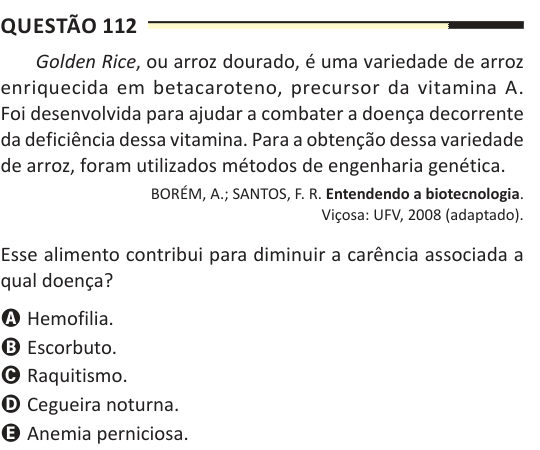 QUESTÃO 112
Golden Rice, ou arroz dourado, é uma variedade de arroz
enriquecida em betacaroteno, precursor da vitamina A.
Foi desenvolvida para ajudar a combater a doença decorrente
da deficiência dessa vitamina. Para a obtenção dessa variedade
de arroz, foram utilizados métodos de engenharia genética.
BORÉM, A.; SANTOS, F. R. Entendendo a biotecnologia.
Viçosa: UFV, 2008 (adaptado).
Esse alimento contribui para diminuir a carência associada a
qual doença?
A Hemofilia.
B Escorbuto.
C Raquitismo.
D Cegueira noturna.
E Anemia perniciosa.